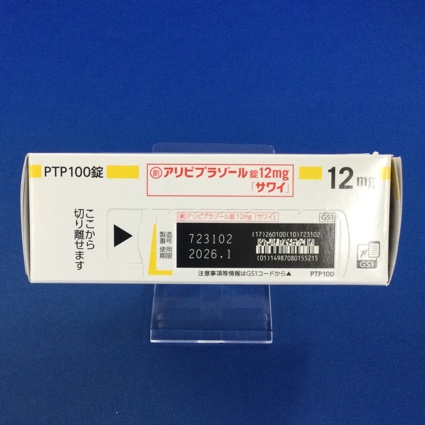 PTP100錠
劇 アリピプラゾール錠12mg
「サワイ」
12mg
ここから
切り離せます
劇 アリピプラゾール錠 12mg「サワイ」
GS1
製造
番号
723102
使用
期限
2026.1
(17)260100(10)723102
(01)14987080155215
注意事項等情報はGS1コードから▲
PTP100
GS1